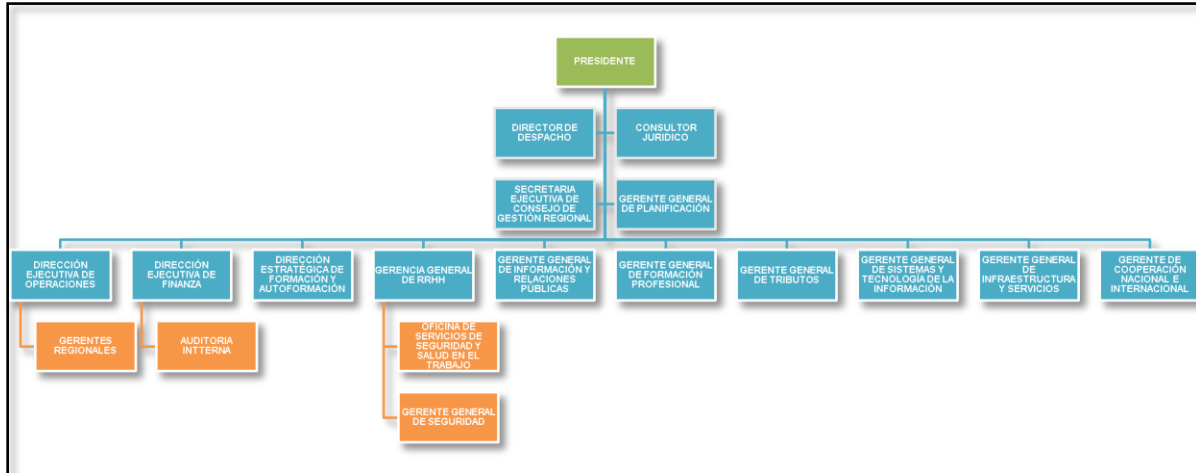 PRESIDENTE
DIRECTOR DE
DESPACHO
CONSULTOR
JURIDICO
SECRETARIA
EJECUTIVA DE
CONSEJO DE
GESTIÓN REGIONAL
GERENTE GENERAL
DE PLANIFICACIÓN
DIRECCIÓN
EJECUTIVA DE
OPERACIONES
DIRECCIÓN
EJECUTIVA DE
FINANZA
DIRECCIÓN
ESTRATÉGICA DE
FORMACIÓN Y
AUTOFORMACIÓN
GERENCIA GENERAL
DE RRHH
GERENTE GENERAL
DE INFORMACIÓN Y
RELACIONES
PÚBLICAS
GERENTE GENERAL
DE FORMACIÓN
PROFESIONAL
GERENTE GENERAL
DE TRIBUTOS
GERENTE GENERAL
DE SISTEMAS Y
TECNOLOGÍA DE LA
INFORMACIÓN
GERENTE GENERAL
DE
INFRAESTRUCTURA
Y SERVICIOS
GERENTE DE
COOPERACIÓN
NACIONAL E
INTERNACIONAL
GERENTES
REGIONALES
AUDITORIA
INTTERNA
OFICINA DE
SERVICIOS DE
SEGURIDAD Y
SALUD EN EL
TRABAJO
GERENTE GENERAL
DE SEGURIDAD